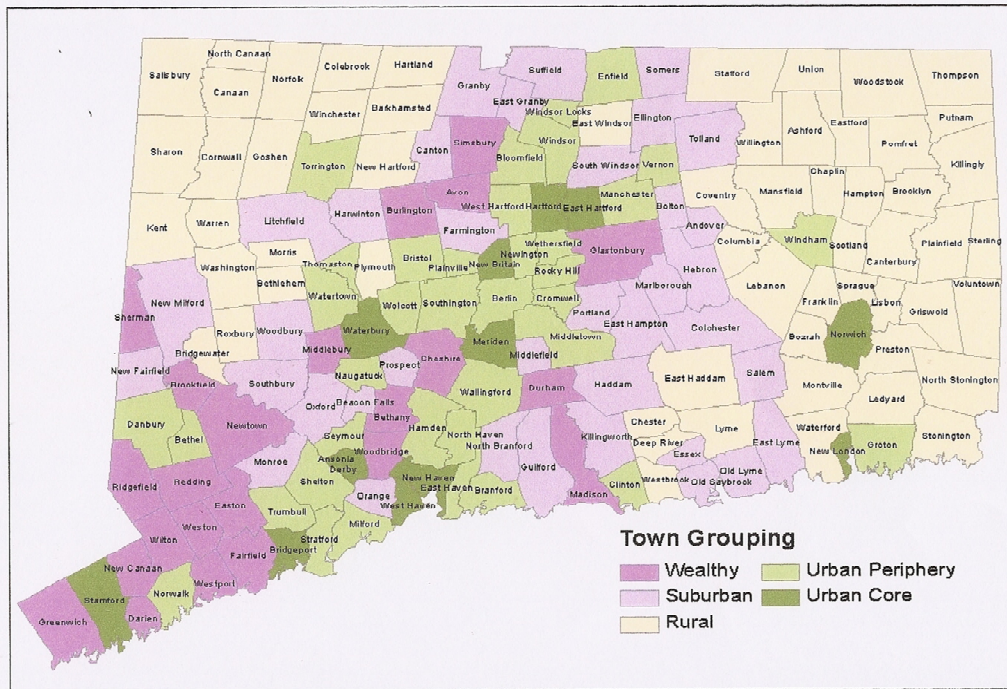 North Canaan
Salisbury
Canaan
Norfolk
Colebrook
Hartland
Granby
Suffield
Enfield
Somers
Stafford
Union
Woodstock
Thompson
East Granby
Windsor Locks
Winchester
Barkhamsted
East Windsor
Ellington
Putnam
Eastford
Sharon
Cornwall
Goshen
Torrington
New Hartford
Canton
Simsbury
Bloomfield
Windsor
South Windsor
Vernon
Tolland
Willington
Ashford
Pomfret
Killingly
Chaplin
Kent
Warren
Litchfield
Harwinton
Burlington
Avon
West Hartford
Hartford
East Hartford
Manchester
Bolton
Coventry
Mansfield
Hampton
Brooklyn
Andover
Farmington
Morris
Washington
Bethlehem
Thomaston
Plymouth
Bristol
Plainville
New Britain
Newington
Wethersfield
Rocky Hill
Glastonbury
Hebron
Columbia
Windham
Scotland
Canterbury
Plainfield
Sterling
Sherman
New Milford
Watertown
Wolcott
Southington
Berlin
Cromwell
Portland
Marlborough
Lebanon
Franklin
Sprague
Lisbon
Griswold
Voluntown
Roxbury
Woodbury
Waterbury
Middlebury
Meriden
Middletown
Middlefield
East Hampton
Colchester
Bozrah
Norwich
Preston
Bridgewater
New Fairfield
Brookfield
Southbury
Naugatuck
Prospect
Cheshire
Wallingford
Durham
Haddam
East Haddam
Salem
Montville
North Stonington
Ledyard
Danbury
Bethel
Newtown
Oxford
Beacon Falls
Bethany
Hamden
North Haven
North Branford
Killingworth
Chester
Deep River
Lyme
East Lyme
Waterford
New London
Groton
Stonington
Seymour
Woodbridge
Ansonia
Derby
Essex
Old Lyme
Old Saybrook
Westbrook
Clinton
Madison
Guilford
Branford
East Haven
New Haven
West Haven
Orange
Milford
Shelton
Monroe
Ridgefield
Redding
Easton
Weston
Wilton
Trumbull
Stratford
Bridgeport
Fairfield
Westport
Norwalk
New Canaan
Darien
Stamford
Greenwich
Town Grouping
Wealthy
Urban Periphery
Suburban
Urban Core
Rural